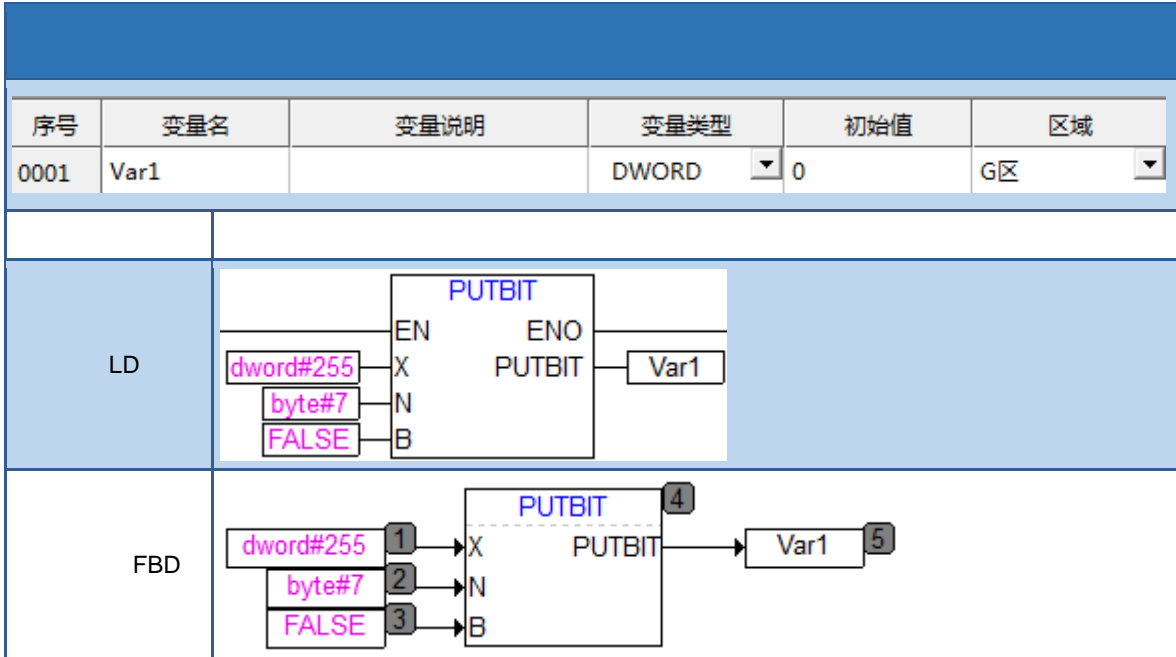 序号 变量名 变量说明 变量类型 初始值 区域
0001 Var1 DWORD 0 G区
LD
PUTBIT
EN ENO
dword#255 X PUTBIT Var1
byte#7 N
FALSE B
FBD
PUTBIT 4
dword#255 1 X PUTBIT Var1 5
byte#7 2 N
FALSE 3 B